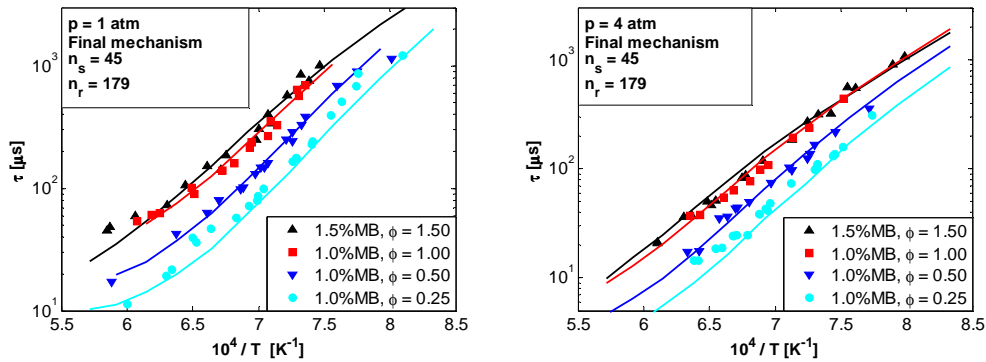 p = 1 atm
Final mechanism
n_s = 45
n_r = 179
τ [μs]
10^3
10^2
10^1
1.5%MB, ϕ = 1.50
1.0%MB, ϕ = 1.00
1.0%MB, ϕ = 0.50
1.0%MB, ϕ = 0.25
5.5 6 6.5 7 7.5 8 8.5
10^4 / T [K^-1]
p = 4 atm
Final mechanism
n_s = 45
n_r = 179
τ [μs]
10^3
10^2
10^1
1.5%MB, ϕ = 1.50
1.0%MB, ϕ = 1.00
1.0%MB, ϕ = 0.50
1.0%MB, ϕ = 0.25
5.5 6 6.5 7 7.5 8 8.5
10^4 / T [K^-1]